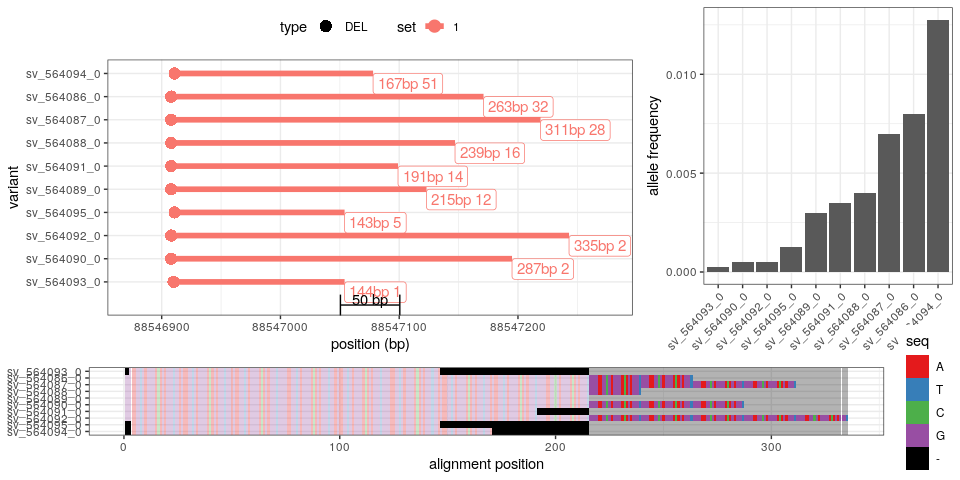 type DEL set 1
variant
sv_564094_0
167bp 51
sv_564086_0
263bp 32
sv_564087_0
311bp 28
sv_564088_0
239bp 16
sv_564091_0
191bp 14
sv_564089_0
215bp 12
sv_564095_0
143bp 5
sv_564092_0
335bp 2
sv_564090_0
287bp 2
sv_564093_0
144bp 1
50 bp
88546900 88547000 88547100 88547200
position (bp)
allele frequency
0.010
0.005
0.000
sv_564093_0
sv_564090_0
sv_564092_0
sv_564095_0
sv_564089_0
sv_564091_0
sv_564088_0
sv_564087_0
sv_564086_0
4094_0
seq
A
T
C
G
-
sv_564093_0
sv_564094_0
0 100 200 300
alignment position